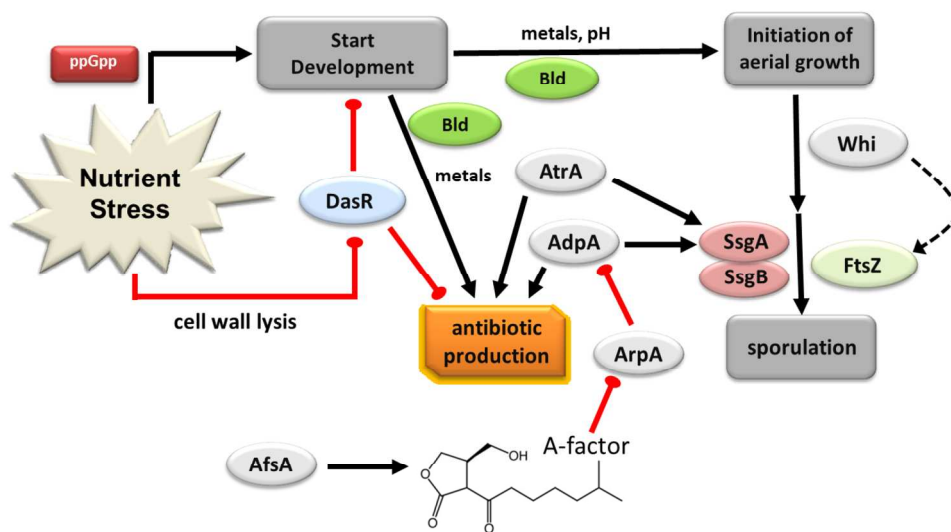 ppGpp
Start
Development
metals, pH
Bld
Initiation of
aerial growth
Bld
Whi
Nutrient
Stress
metals
AtrA
DasR
AdpA
SsgA
SsgB
FtsZ
cell wall lysis
antibiotic
production
ArpA
sporulation
A-factor
AfsA
OH
O
O
O